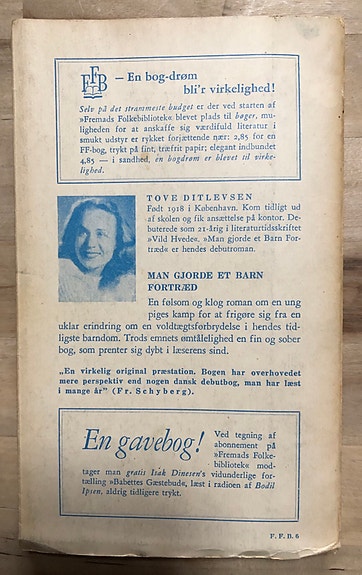 FFB
— En bog-drøm
bli'r virkelighed!
Selv på det strammeste budget er der ved starten af
»Fremads Folkebibliotek« blevet plads til bøger, mu-
ligheden for at anskaffe sig værdifuld literatur i
smukt udstyr er rykket forjættende nær: 2,85 for en
FF-bog, trykt på fint, træfrit papir; elegant indbundet
4,85 — i sandhed, en bogdrøm er blevet til virke-
lighed.
TOVE DITLEVSEN
Født 1918 i København. Kom tidligt ud
af skolen og fik ansættelse på kontor. De-
buterede som 21-årig i literaturtidsskriftet
»Vild Hvede«. »Man gjorde et Barn For-
træd« er hendes debutroman.
MAN GJORDE ET BARN
FORTRÆD
En følsom og klog roman om en ung
piges kamp for at frigøre sig fra en
uklar erindring om en voldtægtsforbrydelse i hendes tid-
ligste barndom. Trods emnets ømtålelighed en fin og sober
bog, som prenter sig dybt i læserens sind.
„En virkelig original præstation. Bogen har overhovedet
mere perspektiv end nogen dansk debutbog, man har læst
i mange år" (Fr. Schyberg).
En gavebog!
Ved tegning af
abonnement på
»Fremads Folke-
bibliotek« mod-
tager man gratis Isak Dinesen's vidunderlige for-
tælling »Babettes Gæstebud«, læst i radioen af Bodil
Ipsen, aldrig tidligere trykt.
F. F. B. 6